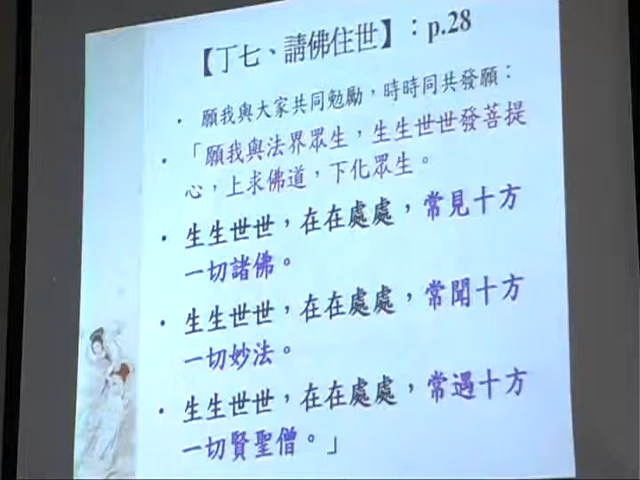 【丁七、請佛住世】：p.28
• 願我與大家共同勉勵，時時同共發願：
• 「願我與法界眾生，生生世世發菩提
心，上求佛道，下化眾生。
• 生生世世，在在處處，常見十方
一切諸佛。
• 生生世世，在在處處，常聞十方
一切妙法。
• 生生世世，在在處處，常遇十方
一切賢聖僧。」